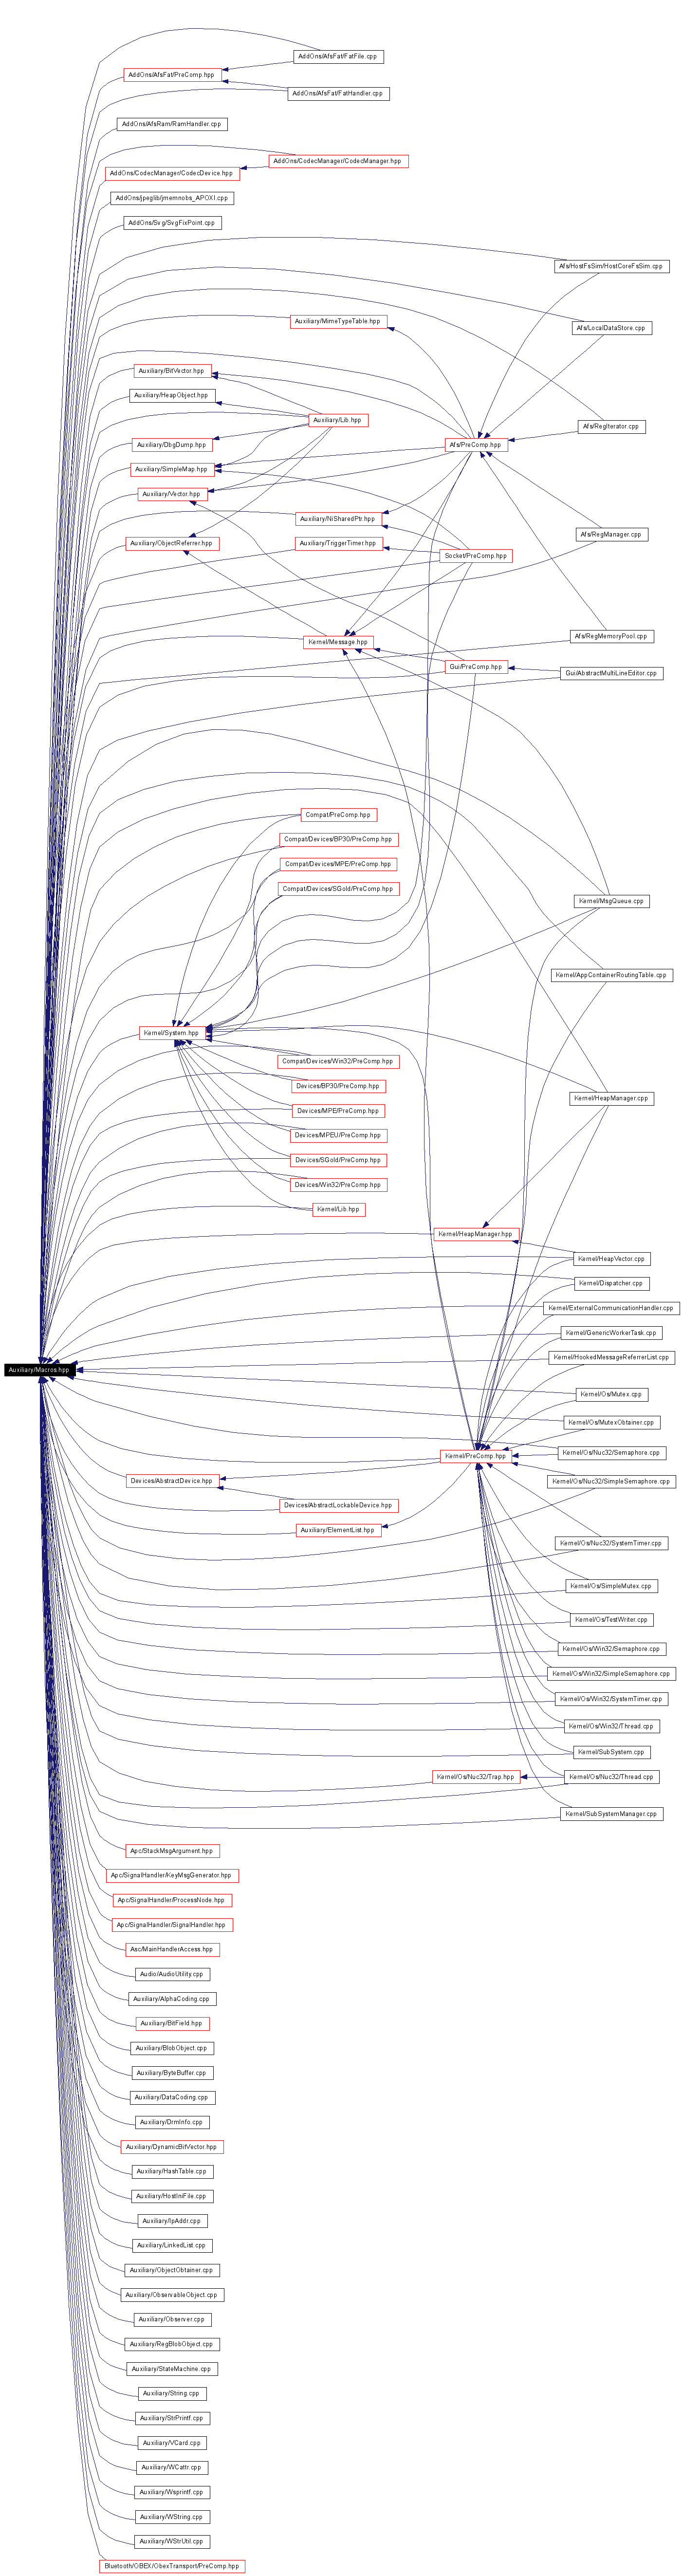 AddOns/AfsFat/FatFile.cpp
AddOns/AfsFat/PreComp.hpp
AddOns/AfsFat/FatHandler.cpp
AddOns/AfsRam/RamHandler.cpp
AddOns/CodecManager/CodecManager.hpp
AddOns/CodecManager/CodecDevice.hpp
AddOns/jpeglib/jmemnobs_APOXI.cpp
AddOns/Svg/SvgFixPoint.cpp
Afs/HostFsSim/HostCoreFsSim.cpp
Auxiliary/MimeTypeTable.hpp
Afs/LocalDataStore.cpp
Auxiliary/BitVector.hpp
Auxiliary/HeapObject.hpp
Auxiliary/Lib.hpp
Afs/RegIterator.cpp
Auxiliary/DbgDump.hpp
Afs/PreComp.hpp
Auxiliary/SimpleMap.hpp
Auxiliary/Vector.hpp
Auxiliary/NiSharedPtr.hpp
Afs/RegManager.cpp
Auxiliary/ObjectReferrer.hpp
Auxiliary/TriggerTimer.hpp
Socket/PreComp.hpp
Afs/RegMemoryPool.cpp
Kernel/Message.hpp
Gui/PreComp.hpp
Gui/AbstractMultiLineEditor.cpp
Compat/PreComp.hpp
Compat/Devices/BP30/PreComp.hpp
Compat/Devices/MPE/PreComp.hpp
Compat/Devices/SGold/PreComp.hpp
Kernel/MsgQueue.cpp
Kernel/AppContainerRoutingTable.cpp
Kernel/System.hpp
Compat/Devices/Win32/PreComp.hpp
Devices/BP30/PreComp.hpp
Kernel/HeapManager.cpp
Devices/MPE/PreComp.hpp
Devices/MPEU/PreComp.hpp
Devices/SGold/PreComp.hpp
Devices/Win32/PreComp.hpp
Kernel/Lib.hpp
Kernel/HeapManager.hpp
Kernel/HeapVector.cpp
Kernel/Dispatcher.cpp
Kernel/ExternalCommunicationHandler.cpp
Kernel/GenericWorkerTask.cpp
Kernel/HookedMessageReferrerList.cpp
Auxiliary/Macros.hpp
Kernel/Os/Mutex.cpp
Kernel/Os/MutexObtainer.cpp
Kernel/Os/Nuc32/Semaphore.cpp
Kernel/PreComp.hpp
Devices/AbstractDevice.hpp
Kernel/Os/Nuc32/SimpleSemaphore.cpp
Devices/AbstractLockableDevice.hpp
Auxiliary/ElementList.hpp
Kernel/Os/Nuc32/SystemTimer.cpp
Kernel/Os/SimpleMutex.cpp
Kernel/Os/TestWriter.cpp
Kernel/Os/Win32/Semaphore.cpp
Kernel/Os/Win32/SimpleSemaphore.cpp
Kernel/Os/Win32/SystemTimer.cpp
Kernel/Os/Win32/Thread.cpp
Kernel/SubSystem.cpp
Kernel/Os/Nuc32/Trap.hpp
Kernel/Os/Nuc32/Thread.cpp
Kernel/SubSystemManager.cpp
Apc/StackMsgArgument.hpp
Apc/SignalHandler/KeyMsgGenerator.hpp
Apc/SignalHandler/ProcessNode.hpp
Apc/SignalHandler/SignalHandler.hpp
Asc/MainHandlerAccess.hpp
Audio/AudioUtility.cpp
Auxiliary/AlphaCoding.cpp
Auxiliary/BitField.hpp
Auxiliary/BlobObject.cpp
Auxiliary/ByteBuffer.cpp
Auxiliary/DataCoding.cpp
Auxiliary/DrmInfo.cpp
Auxiliary/DynamicBitVector.hpp
Auxiliary/HashTable.cpp
Auxiliary/HostIniFile.cpp
Auxiliary/IpAddr.cpp
Auxiliary/LinkedList.cpp
Auxiliary/ObjectObtainer.cpp
Auxiliary/ObservableObject.cpp
Auxiliary/Observer.cpp
Auxiliary/RegBlobObject.cpp
Auxiliary/StateMachine.cpp
Auxiliary/String.cpp
Auxiliary/StrPrintf.cpp
Auxiliary/VCard.cpp
Auxiliary/WCattr.cpp
Auxiliary/Wsprintf.cpp
Auxiliary/WString.cpp
Auxiliary/WStrUtil.cpp
Bluetooth/OBEX/ObexTransport/PreComp.hpp